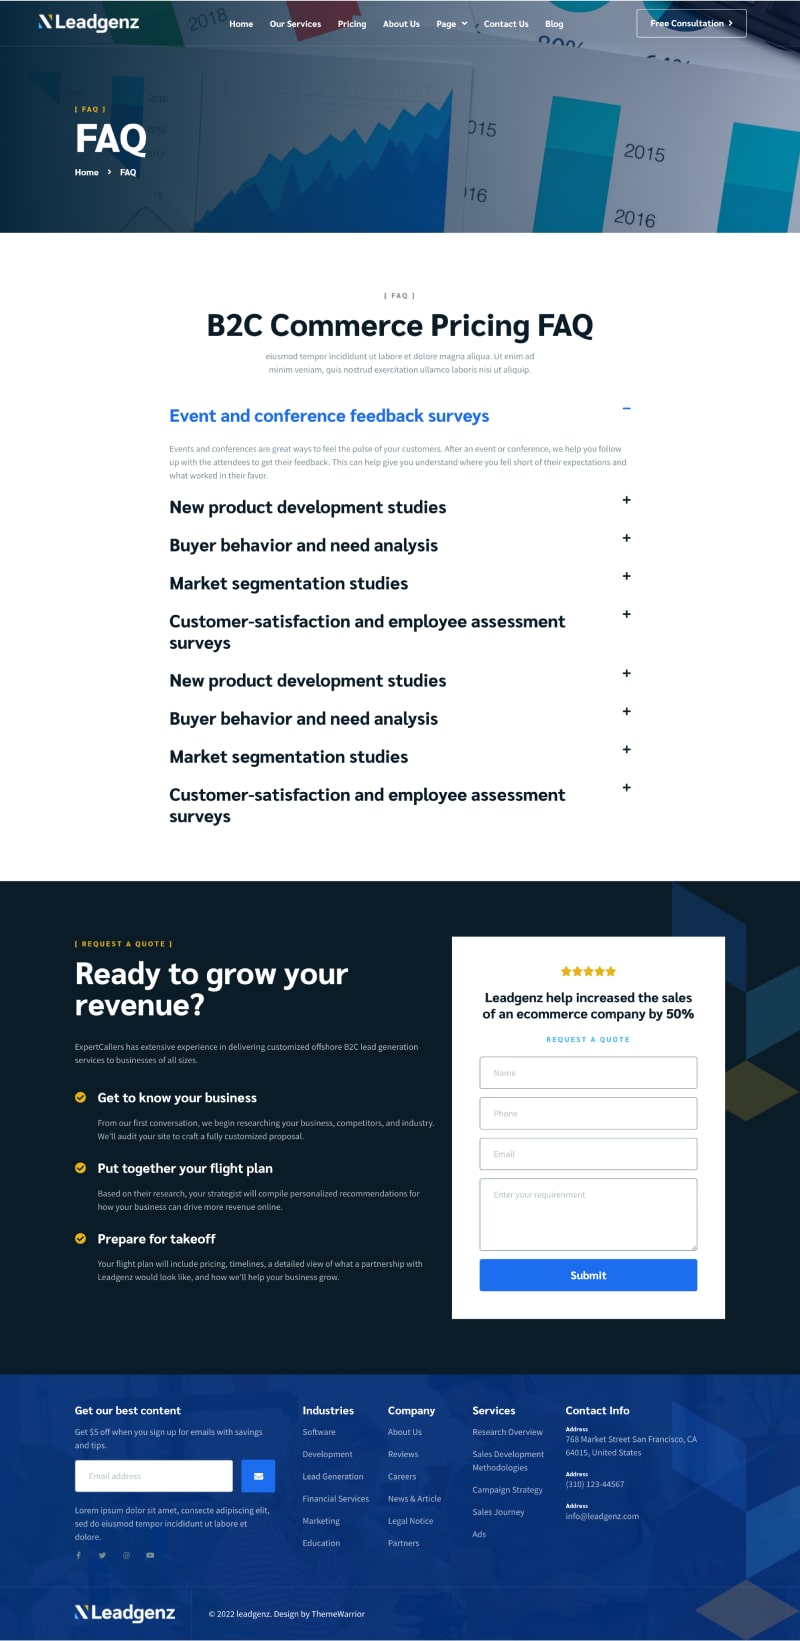 Leadgenz
Home Our Services Pricing About Us Page Contact Us Blog
Free Consultation
2018
80%
2015
2015
2016
015
2015
016
2016
[ FAQ ]
FAQ
Home > FAQ
[ FAQ ]
B2C Commerce Pricing FAQ
eiusmod tempor incididunt ut labore et dolore magna aliqua. Ut enim ad
minim veniam, quis nostrud exercitation ullamco laboris nisi ut aliquip.
Event and conference feedback surveys
Events and conferences are great ways to feel the pulse of your customers. After an event or conference, we help you follow
up with the attendees to get their feedback. This can help give you understand where you fell short of their expectations and
what worked in their favor.
New product development studies
Buyer behavior and need analysis
Market segmentation studies
Customer-satisfaction and employee assessment
surveys
New product development studies
Buyer behavior and need analysis
Market segmentation studies
Customer-satisfaction and employee assessment
surveys
[ REQUEST A QUOTE ]
Ready to grow your
revenue?
ExpertCallers has extensive experience in delivering customized offshore B2C lead generation
services to businesses of all sizes.
Get to know your business
From our first conversation, we begin researching your business, competitors, and industry.
We'll audit your site to craft a fully customized proposal.
Put together your flight plan
Based on their research, your strategist will compile personalized recommendations for
how your business can drive more revenue online.
Prepare for takeoff
Your flight plan will include pricing, timelines, a detailed view of what a partnership with
Leadgenz would look like, and how we'll help your business grow.
Leadgenz help increased the sales
of an ecommerce company by 50%
REQUEST A QUOTE
Name
Phone
Email
Enter your requirenment
Submit
Get our best content
Get $5 off when you sign up for emails with savings
and tips.
Email address
Lorem ipsum dolor sit amet, consecte adipiscing elit,
sed do eiusmod tempor incididunt ut labore et
dolore.
Industries
Software
Development
Lead Generation
Financial Services
Marketing
Education
Company
About Us
Reviews
Careers
News & Article
Legal Notice
Partners
Services
Research Overview
Sales Development
Methodologies
Campaign Strategy
Sales Journey
Ads
Contact Info
Address
768 Market Street San Francisco, CA
64015, United States
Address
(310) 123-44567
Address
info@leadgenz.com
Leadgenz
© 2022 leadgenz. Design by ThemeWarrior